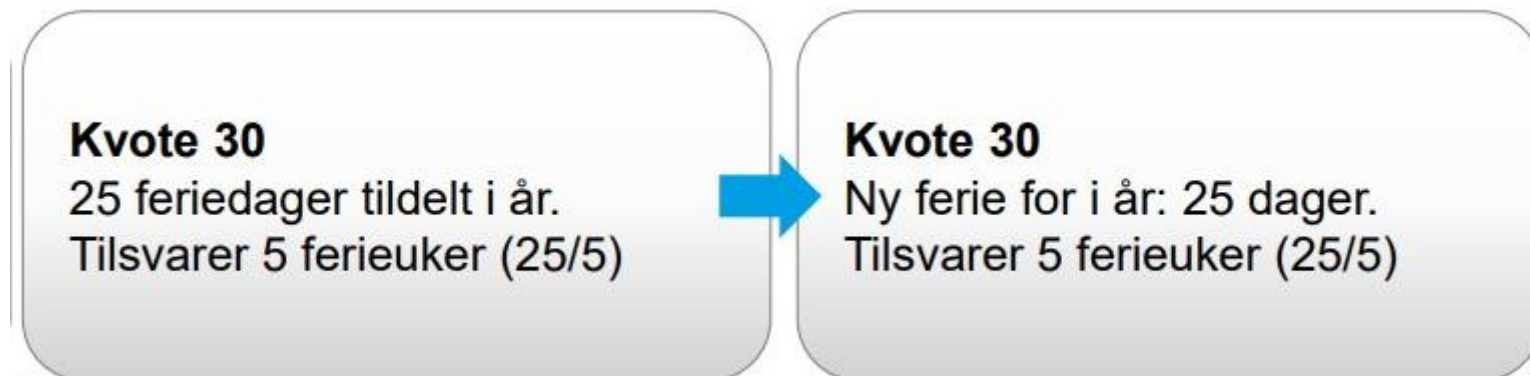 Kvote 30
25 feriedager tildelt i år.
Tilsvarer 5 ferieuker (25/5)
Kvote 30
Ny ferie for i år: 25 dager.
Tilsvarer 5 ferieuker (25/5)